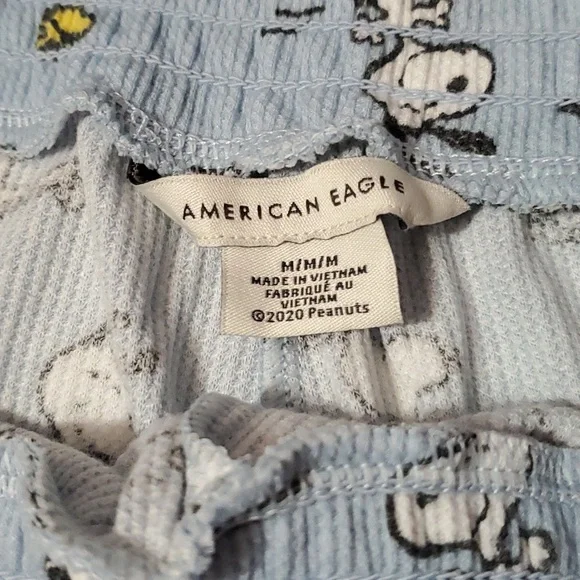 AMERICAN EAGLE
M/M/M
MADE IN VIETNAM
FABRIQUÉ AU
VIETNAM
©2020 Peanuts